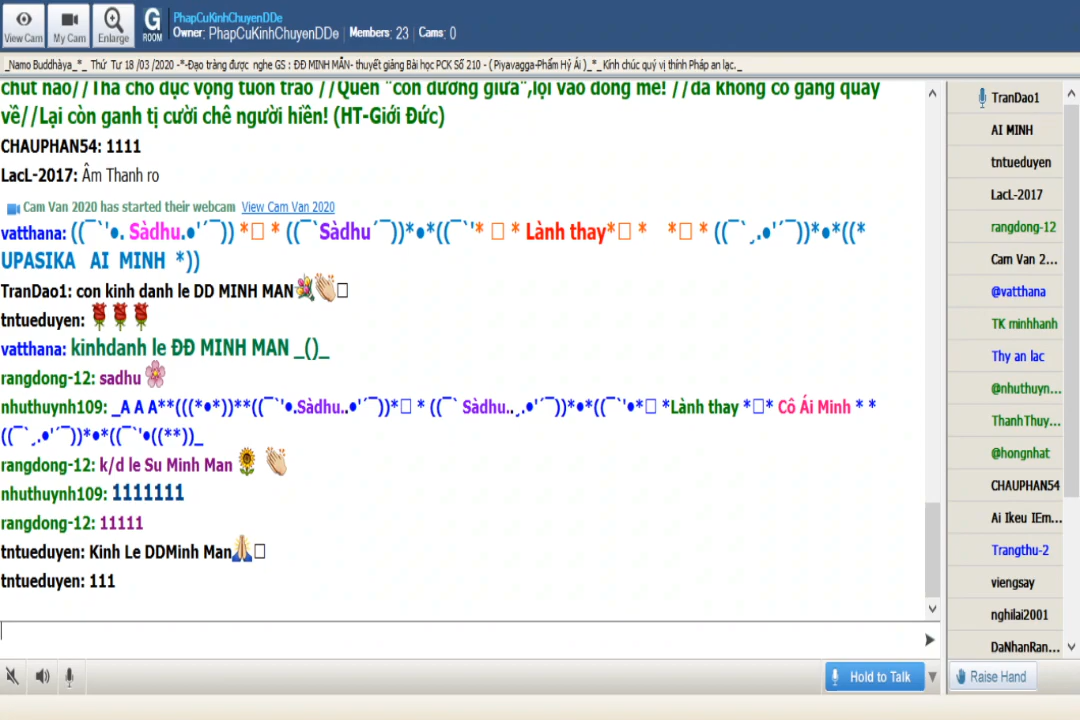 View Cam
My Cam
Enlarge
G
ROOM
PhapCuKinhChuyenDDe
Owner: PhapCuKinhChuyenDDe | Members: 23 | Cams: 0
_Namo Buddhàya_*_ Thứ Tư 18 /03 /2020 -*-Đạo tràng được nghe GS : ĐĐ MINH MẪN- thuyết giảng Bài học PCK Số 210 - ( Piyavagga-Phẩm Hỷ Ái )_*_Kính chúc quý vị thính Pháp an lạc._
chút nào//Thả cho dục vọng tuôn trào //Quên "con đường giữa",lội vào dòng mê! //đã không cố gắng quay
về//Lại còn ganh tị cười chê người hiền! (HT-Giới Đức)
CHAUPHAN54: 1111
LacL-2017: Âm Thanh ro
Cam Van 2020 has started their webcam View Cam Van 2020
vatthana: ((¯`'•. Sàdhu.•'´¯)) *▯ * ((¯`Sàdhu´¯))*•*((¯`'* ▯ * Lành thay*▯ * *▯ * ((¯`¸.•'´¯))*•*((*
UPASIKA AI MINH *))
TranDao1: con kinh danh le DD MINH MAN💐👏▯
tntueduyen: 🌹🌹🌹
vatthana: kinhdanh le ĐĐ MINH MAN _()_
rangdong-12: sadhu 🌸
nhuthuynh109: _A A A**(((*•*))**((¯`'•.Sàdhu..•'´¯))*▯ * ((¯` Sàdhu..¸.•'´¯))*•*((¯`'•*▯ *Lành thay *▯* Cô Ái Minh * *
((¯`¸.•'´¯))*•*((¯`'•((**))_
rangdong-12: k/d le Su Minh Man 🌻 👏
nhuthuynh109: 1111111
rangdong-12: 11111
tntueduyen: Kinh Le DDMinh Man🙏▯
tntueduyen: 111
Hold to Talk
TranDao1
AI MINH
tntueduyen
LacL-2017
rangdong-12
Cam Van 2...
@vatthana
TK minhhanh
Thy an lac
@nhuthuyn...
ThanhThuy...
@hongnhat
CHAUPHAN54
Ai Ikeu IEm...
Trangthu-2
viengsay
nghilai2001
DaNhanRan...
Raise Hand